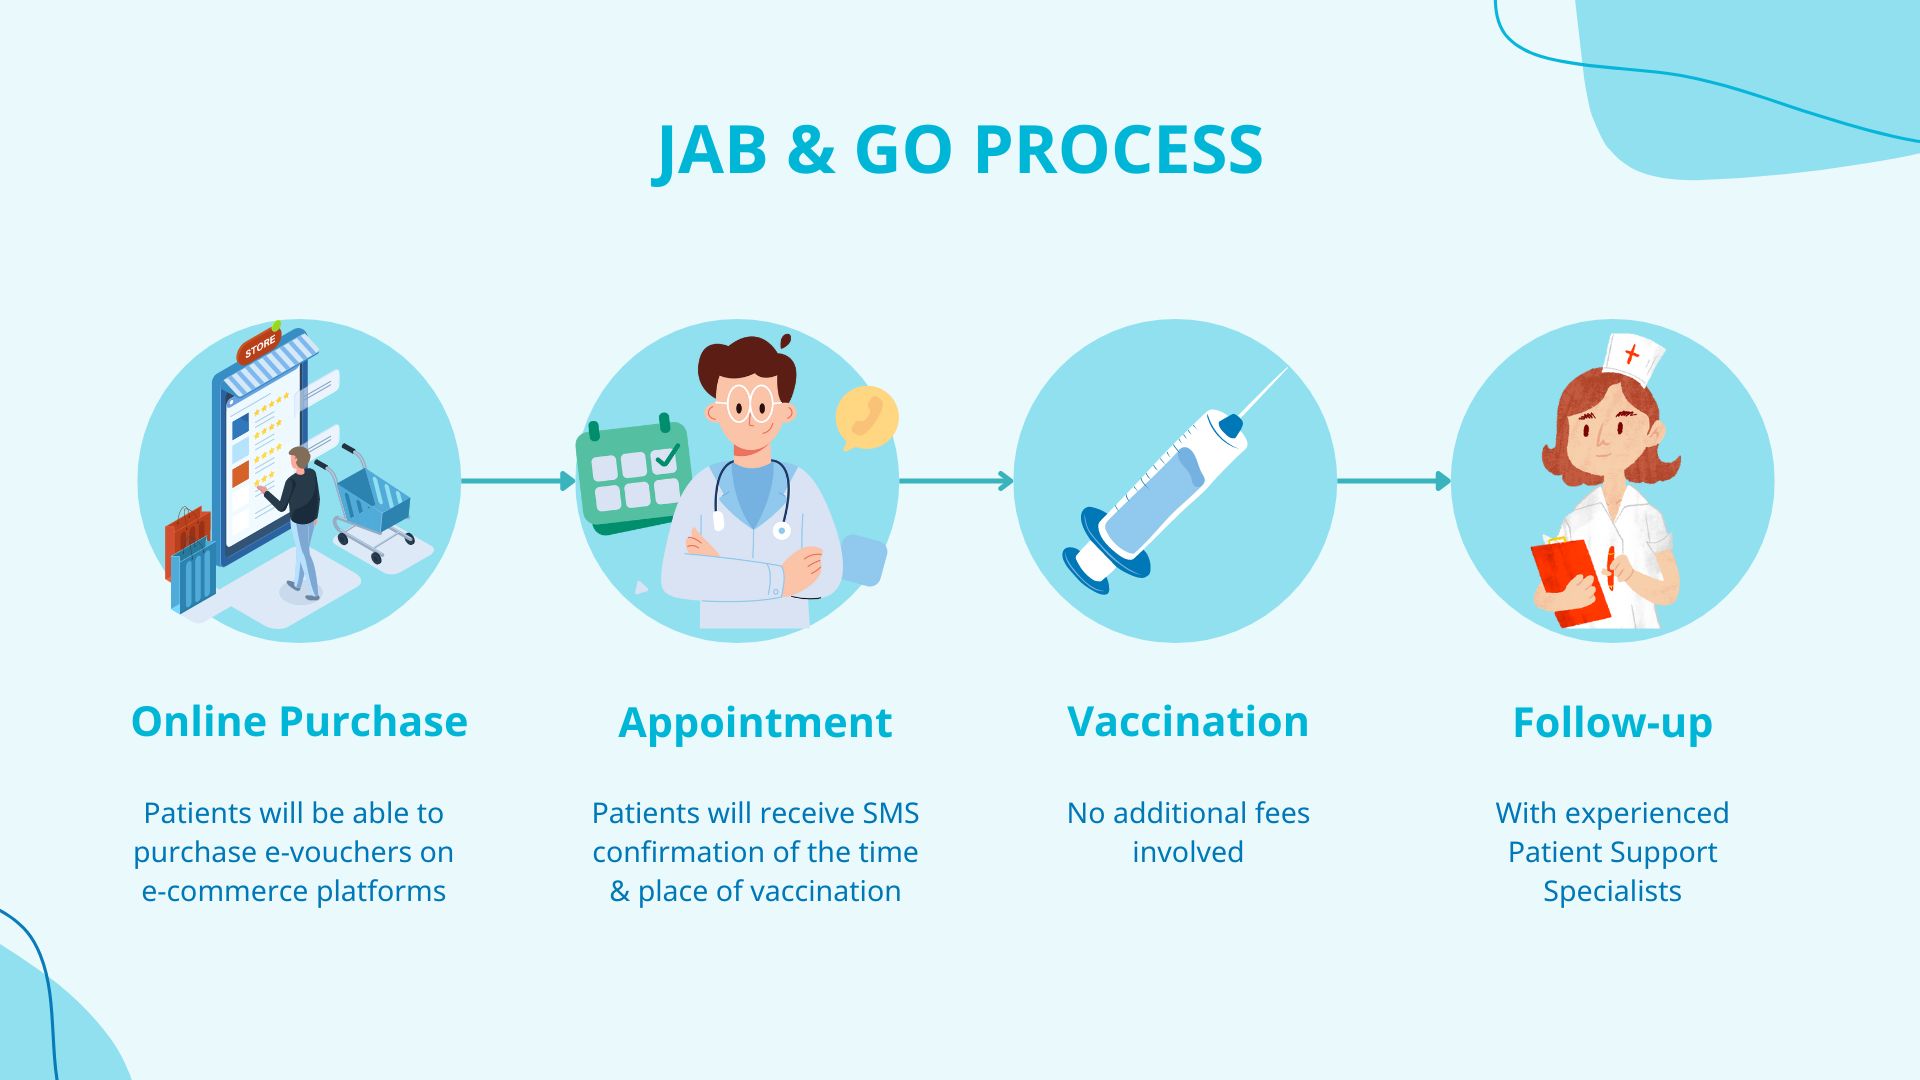 JAB & GO PROCESS
STORE
Online Purchase
Patients will be able to
purchase e-vouchers on
e-commerce platforms
Appointment
Patients will receive SMS
confirmation of the time
& place of vaccination
Vaccination
No additional fees
involved
Follow-up
With experienced
Patient Support
Specialists